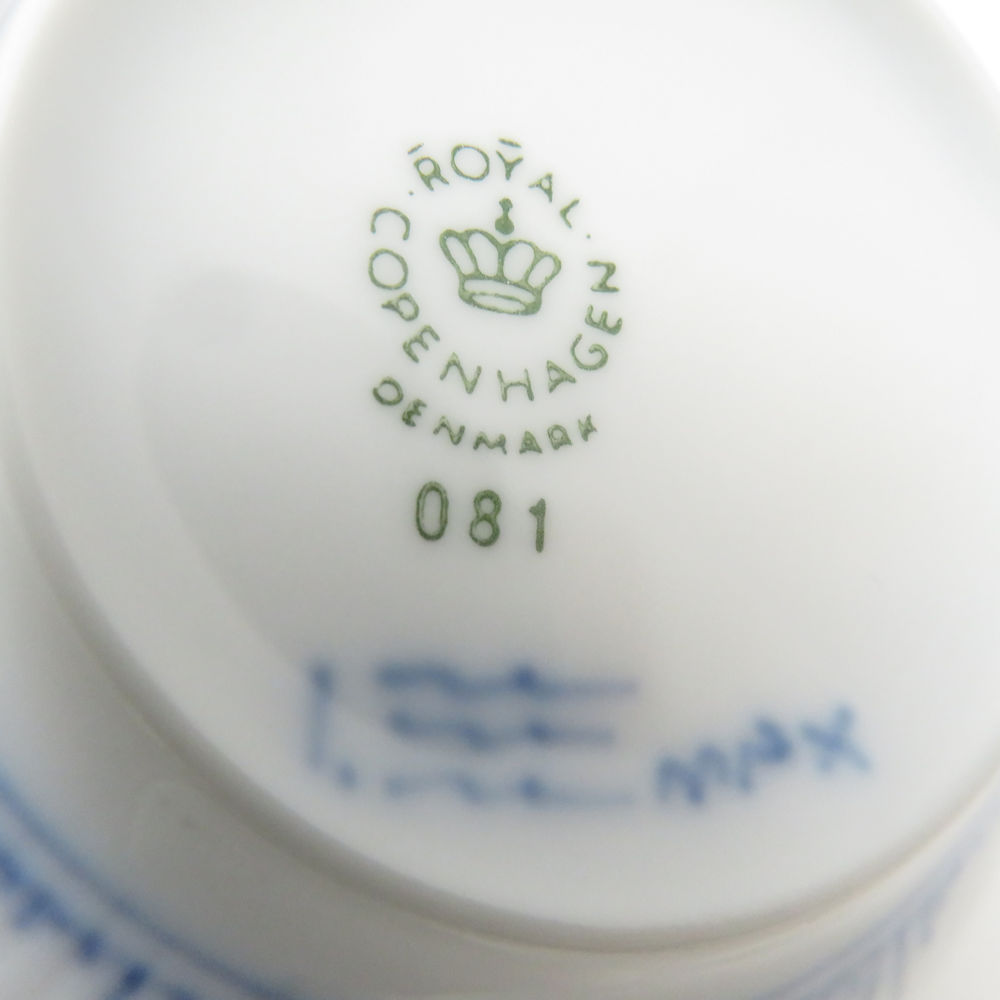 ROYAL
COPENHAGEN
DENMARK
081